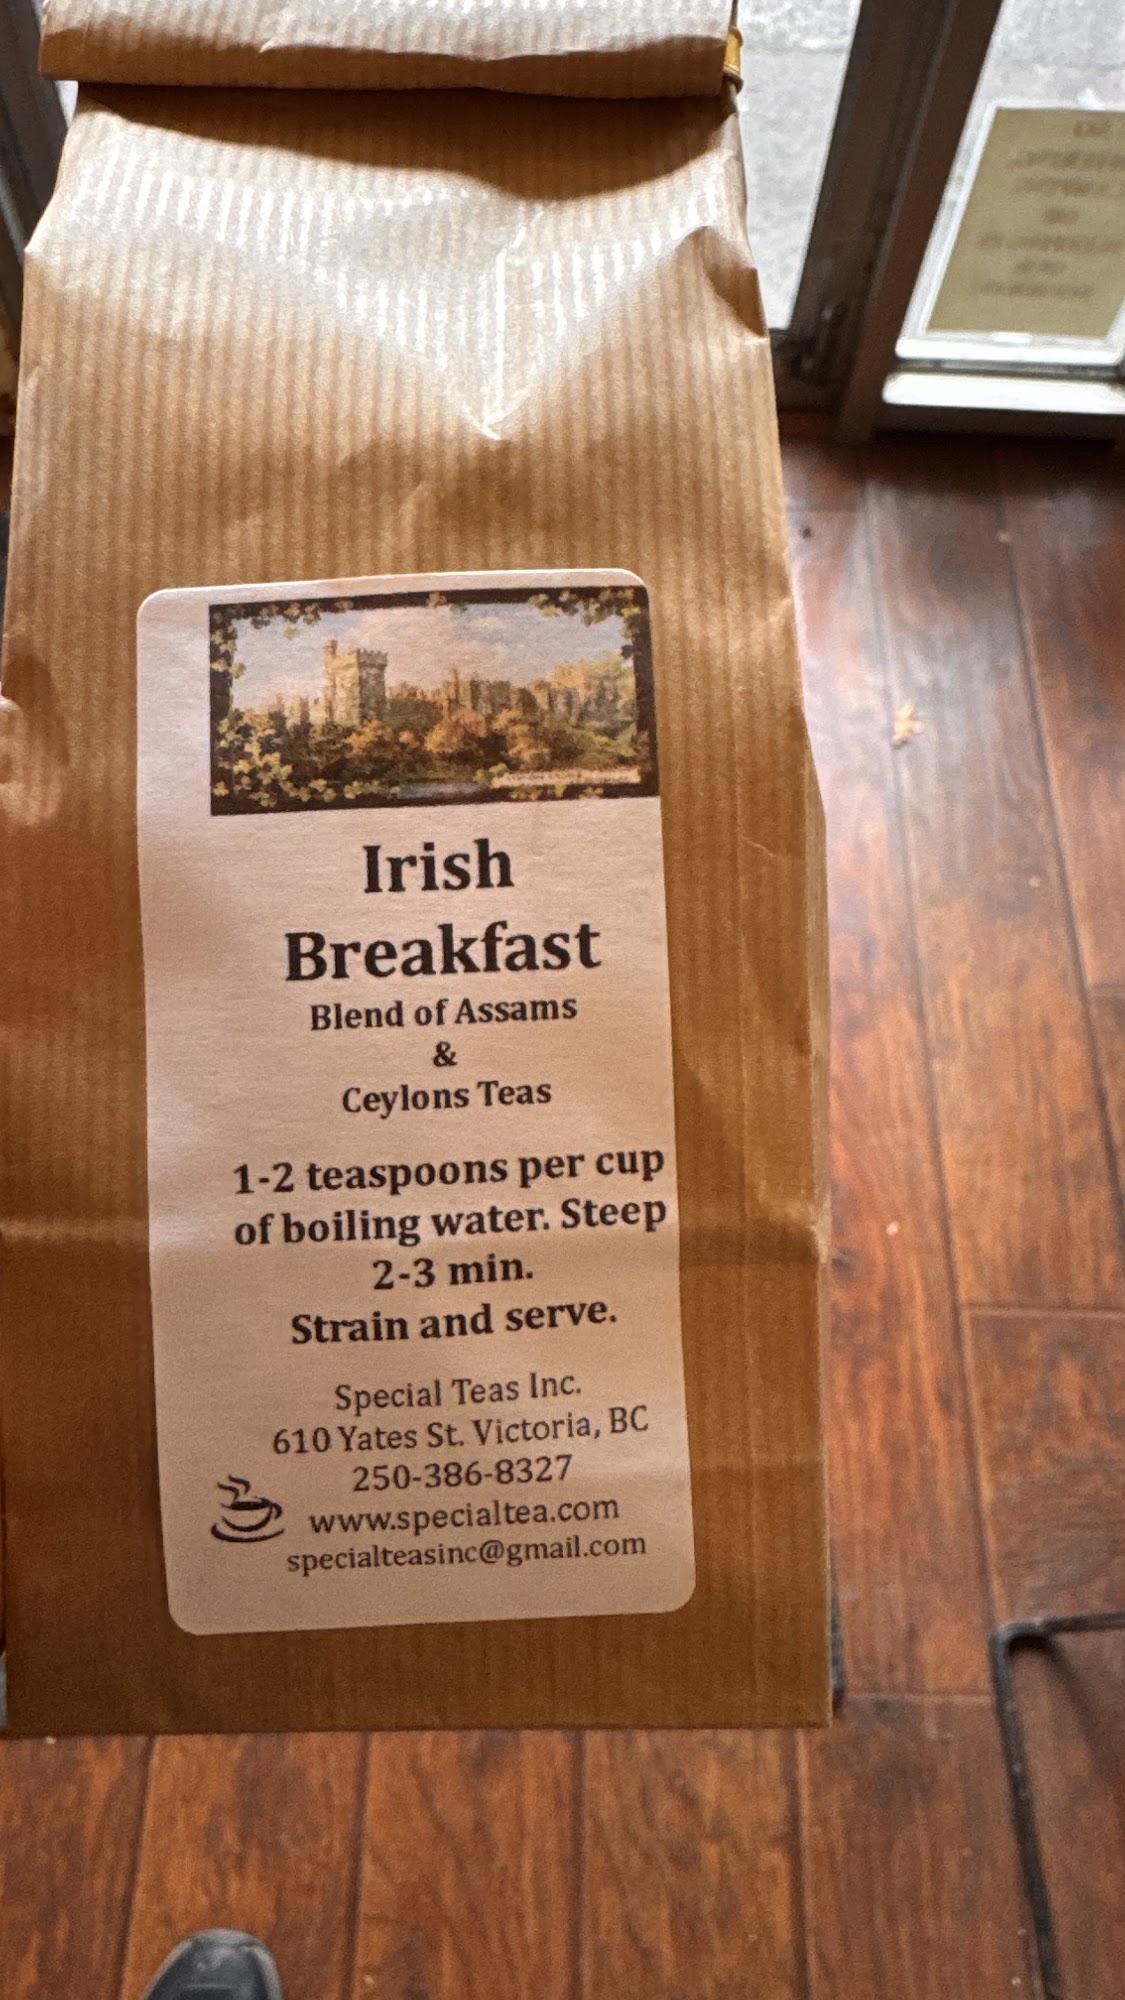 Irish
Breakfast
Blend of Assams
&
Ceylons Teas
1-2 teaspoons per cup
of boiling water. Steep
2-3 min.
Strain and serve.
Special Teas Inc.
610 Yates St. Victoria, BC
250-386-8327
www.specialtea.com
specialteasinc@gmail.com